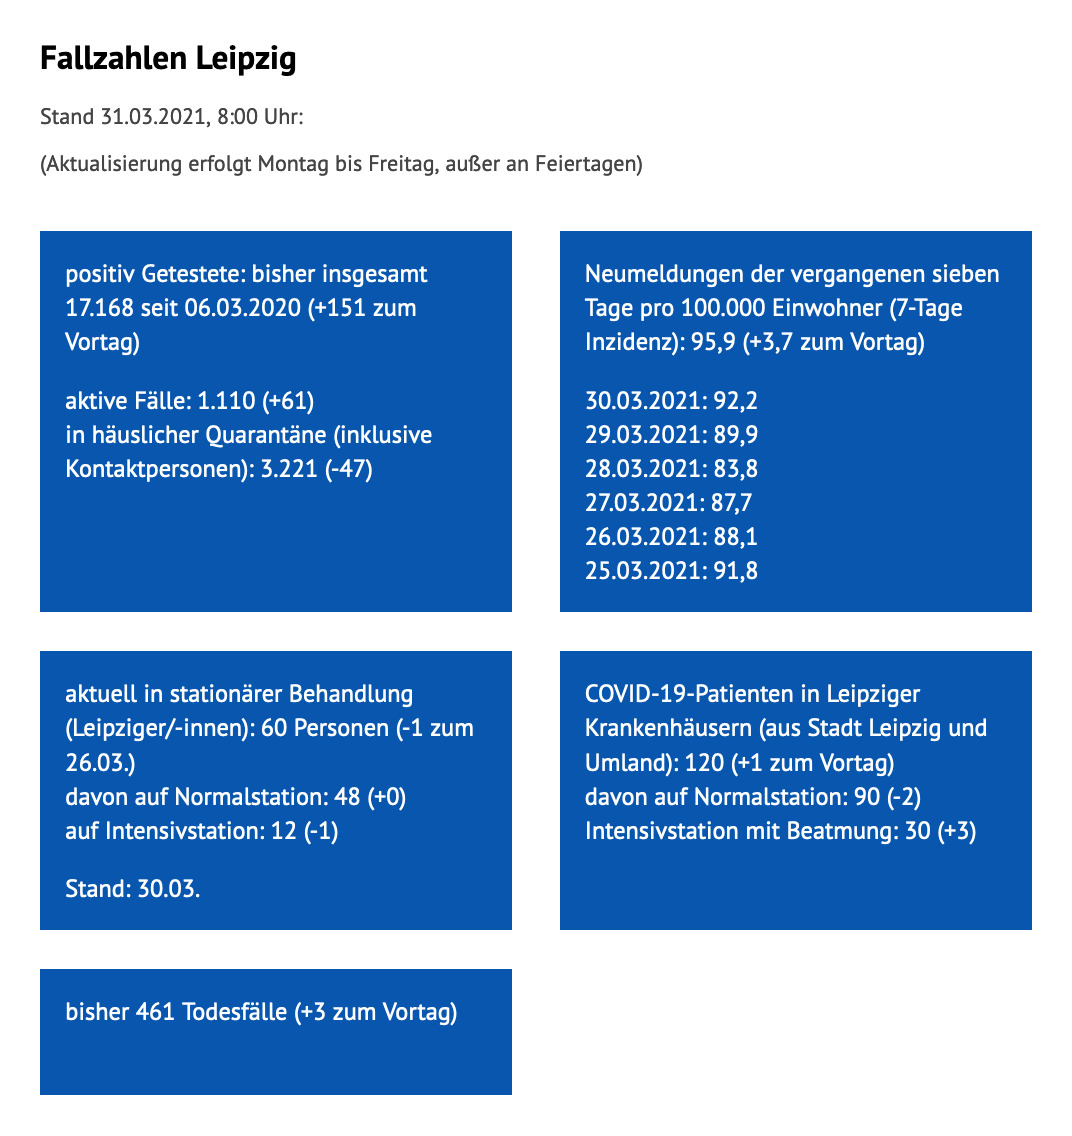 Fallzahlen Leipzig
Stand 31.03.2021, 8:00 Uhr:
(Aktualisierung erfolgt Montag bis Freitag, außer an Feiertagen)
positiv Getestete: bisher insgesamt
17.168 seit 06.03.2020 (+151 zum
Vortag)
aktive Fälle: 1.110 (+61)
in häuslicher Quarantäne (inklusive
Kontaktpersonen): 3.221 (-47)
Neumeldungen der vergangenen sieben
Tage pro 100.000 Einwohner (7-Tage
Inzidenz): 95,9 (+3,7 zum Vortag)
30.03.2021: 92,2
29.03.2021: 89,9
28.03.2021: 83,8
27.03.2021: 87,7
26.03.2021: 88,1
25.03.2021: 91,8
aktuell in stationärer Behandlung
(Leipziger/-innen): 60 Personen (-1 zum
26.03.)
davon auf Normalstation: 48 (+0)
auf Intensivstation: 12 (-1)
Stand: 30.03.
COVID-19-Patienten in Leipziger
Krankenhäusern (aus Stadt Leipzig und
Umland): 120 (+1 zum Vortag)
davon auf Normalstation: 90 (-2)
Intensivstation mit Beatmung: 30 (+3)
bisher 461 Todesfälle (+3 zum Vortag)